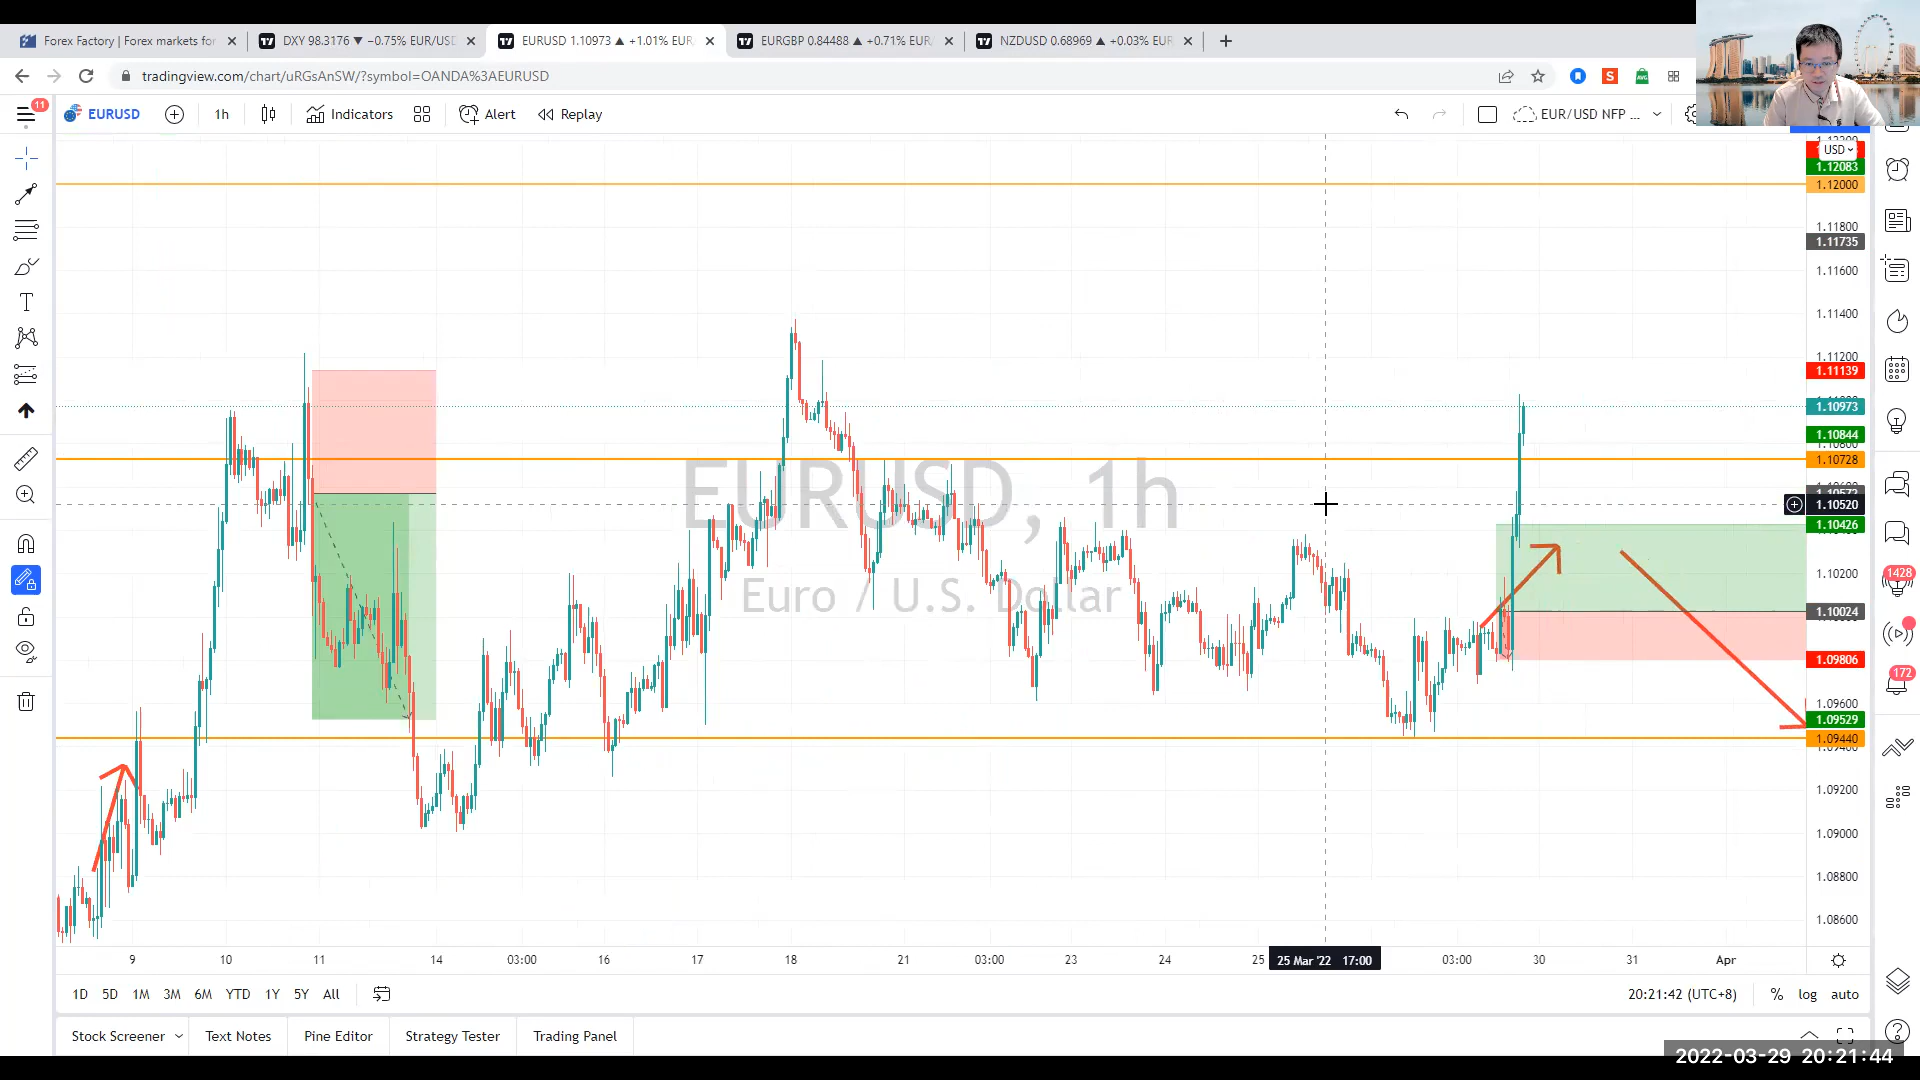 Forex Factory | Forex markets for
DXY 98.3176 ▼ −0.75% EUR/USD
EURUSD 1.10973 ▲ +1.01% EUR
EURGBP 0.84488 ▲ +0.71% EUR/
NZDUSD 0.68969 ▲ +0.03% EUR
tradingview.com/chart/uRGsAnSW/?symbol=OANDA%3AEURUSD
11
EURUSD
1h
Indicators
Alert
Replay
EUR/USD NFP ...
USD
1.12083
1.12000
1.11800
1.11735
1.11600
1.11400
1.11200
1.11139
1.10973
1.10844
1.10728
1.10520
1.10426
1.10200
1.10024
1.09806
1.09600
1.09529
1.09440
1.09200
1.09000
1.08800
1.08600
EURUSD, 1h
Euro / U.S. Dollar
1428
172
9 10 11 14 03:00 16 17 18 21 03:00 23 24 25 25 Mar '22 17:00 03:00 30 31 Apr
1D 5D 1M 3M 6M YTD 1Y 5Y All
20:21:42 (UTC+8)
% log auto
Stock Screener
Text Notes
Pine Editor
Strategy Tester
Trading Panel
2022-03-29 20:21:44